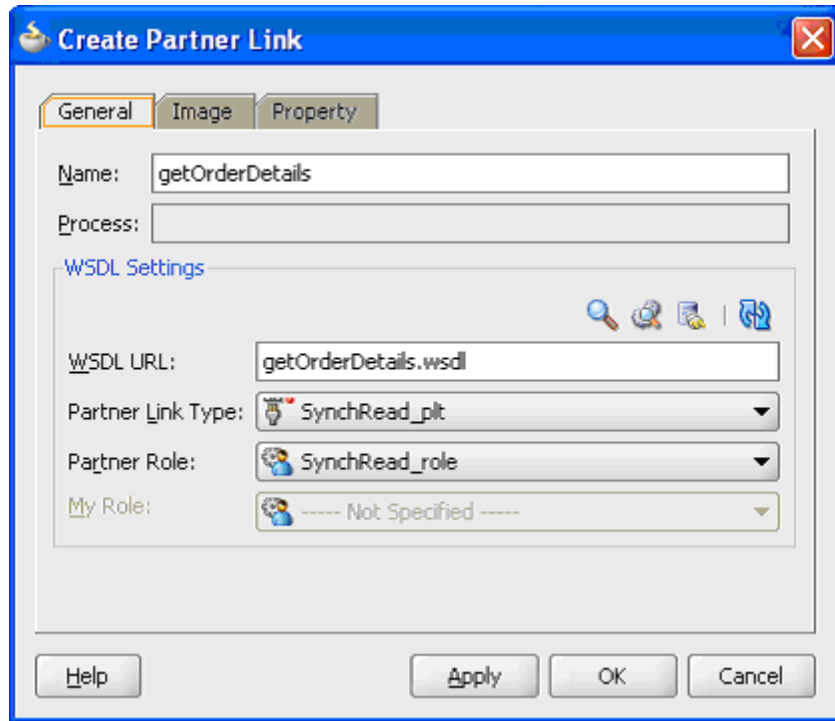 Create Partner Link
General Image Property
Name: getOrderDetails
Process:
WSDL Settings
WSDL URL: getOrderDetails.wsdl
Partner Link Type: SynchRead_plt
Partner Role: SynchRead_role
My Role: ----- Not Specified -----
Help Apply OK Cancel